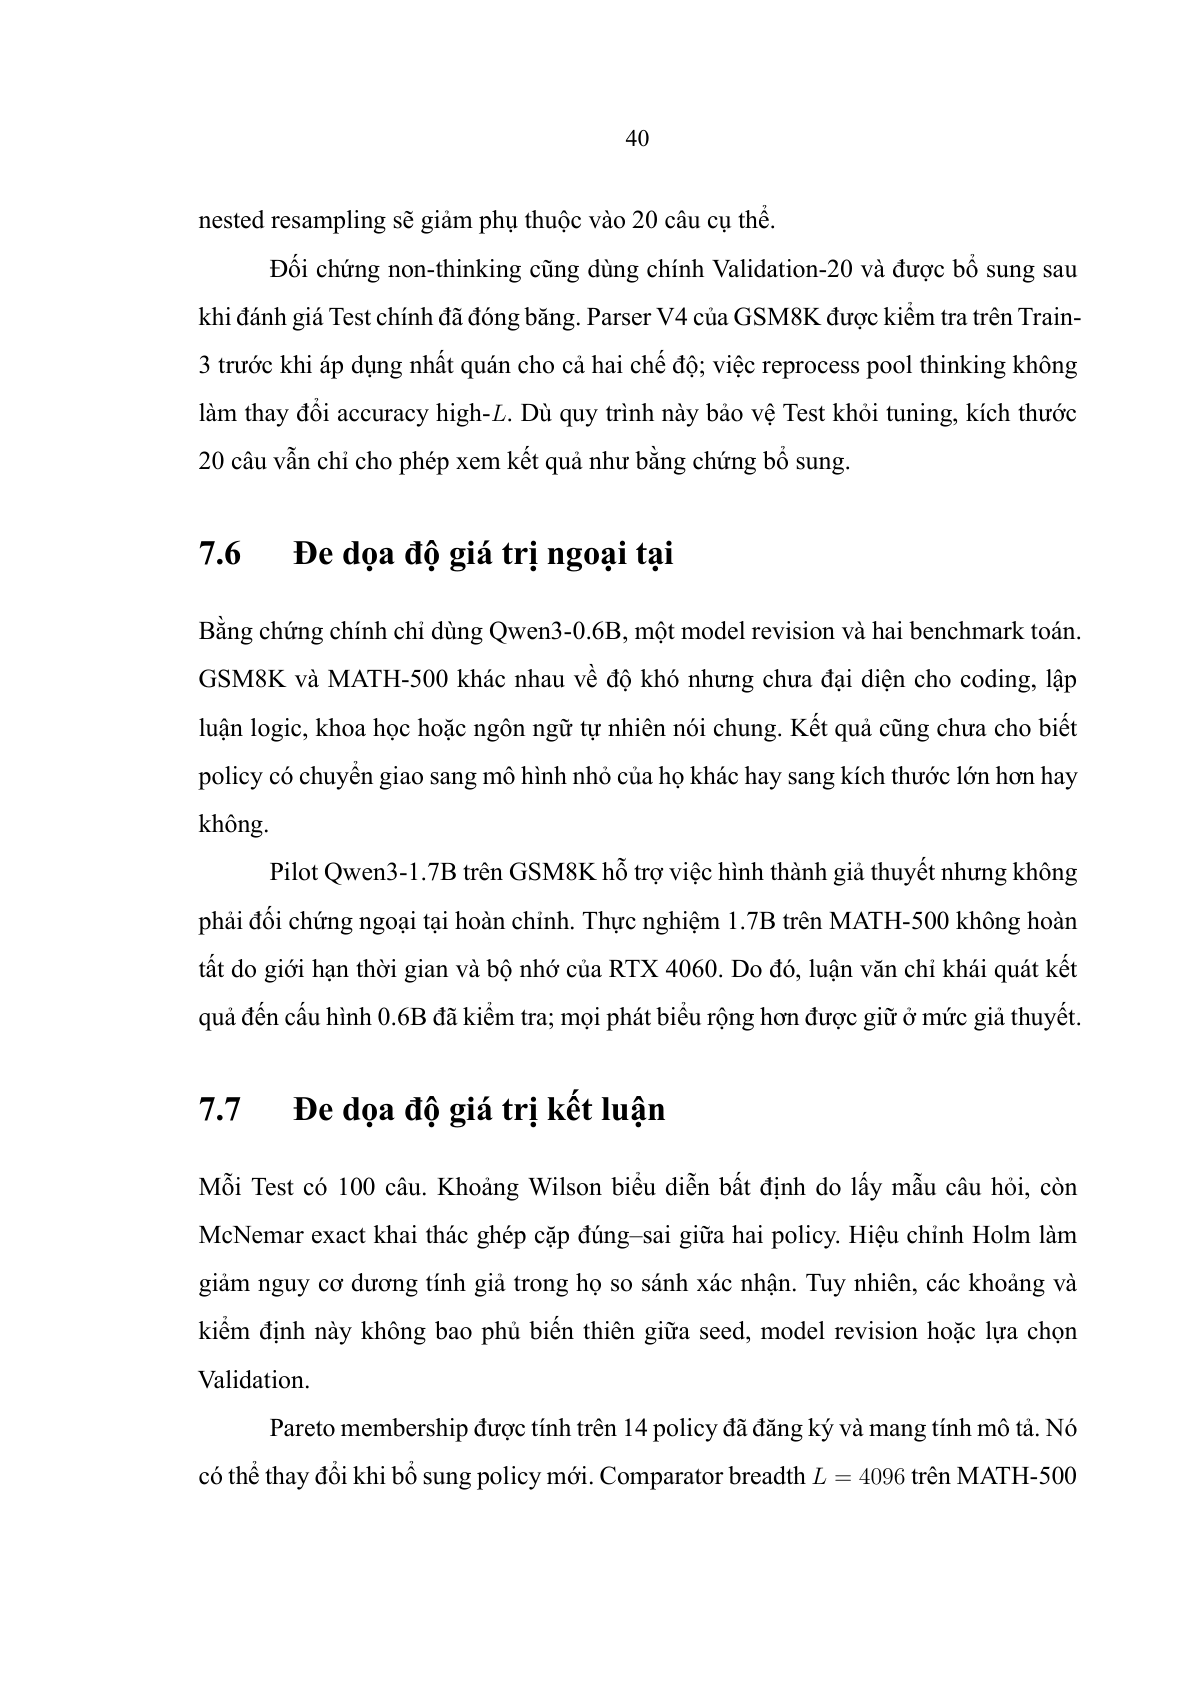 40
nested resampling sẽ giảm phụ thuộc vào 20 câu cụ thể.
Đối chứng non-thinking cũng dùng chính Validation-20 và được bổ sung sau
khi đánh giá Test chính đã đóng băng. Parser V4 của GSM8K được kiểm tra trên Train-
3 trước khi áp dụng nhất quán cho cả hai chế độ; việc reprocess pool thinking không
làm thay đổi accuracy high-L. Dù quy trình này bảo vệ Test khỏi tuning, kích thước
20 câu vẫn chỉ cho phép xem kết quả như bằng chứng bổ sung.
7.6 Đe dọa độ giá trị ngoại tại
Bằng chứng chính chỉ dùng Qwen3-0.6B, một model revision và hai benchmark toán.
GSM8K và MATH-500 khác nhau về độ khó nhưng chưa đại diện cho coding, lập
luận logic, khoa học hoặc ngôn ngữ tự nhiên nói chung. Kết quả cũng chưa cho biết
policy có chuyển giao sang mô hình nhỏ của họ khác hay sang kích thước lớn hơn hay
không.
Pilot Qwen3-1.7B trên GSM8K hỗ trợ việc hình thành giả thuyết nhưng không
phải đối chứng ngoại tại hoàn chỉnh. Thực nghiệm 1.7B trên MATH-500 không hoàn
tất do giới hạn thời gian và bộ nhớ của RTX 4060. Do đó, luận văn chỉ khái quát kết
quả đến cấu hình 0.6B đã kiểm tra; mọi phát biểu rộng hơn được giữ ở mức giả thuyết.
7.7 Đe dọa độ giá trị kết luận
Mỗi Test có 100 câu. Khoảng Wilson biểu diễn bất định do lấy mẫu câu hỏi, còn
McNemar exact khai thác ghép cặp đúng–sai giữa hai policy. Hiệu chỉnh Holm làm
giảm nguy cơ dương tính giả trong họ so sánh xác nhận. Tuy nhiên, các khoảng và
kiểm định này không bao phủ biến thiên giữa seed, model revision hoặc lựa chọn
Validation.
Pareto membership được tính trên 14 policy đã đăng ký và mang tính mô tả. Nó
có thể thay đổi khi bổ sung policy mới. Comparator breadth L = 4096 trên MATH-500